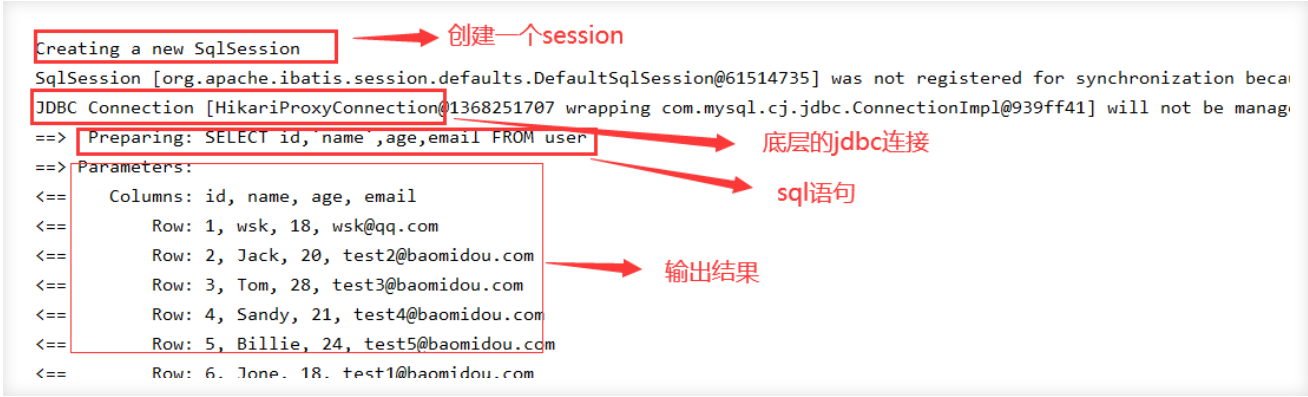 Creating a new SqlSession
创建一个session
SqlSession [org.apache.ibatis.session.defaults.DefaultSqlSession@61514735] was not registered for synchronization becau
JDBC Connection [HikariProxyConnection@1368251707 wrapping com.mysql.cj.jdbc.ConnectionImpl@939ff41] will not be manage
==> Preparing: SELECT id,`name`,age,email FROM user
底层的jdbc连接
==> Parameters:
sql语句
<== Columns: id, name, age, email
<== Row: 1, wsk, 18, wsk@qq.com
<== Row: 2, Jack, 20, test2@baomidou.com
输出结果
<== Row: 3, Tom, 28, test3@baomidou.com
<== Row: 4, Sandy, 21, test4@baomidou.com
<== Row: 5, Billie, 24, test5@baomidou.com
<== Row: 6, Jone, 18, test1@baomidou.com